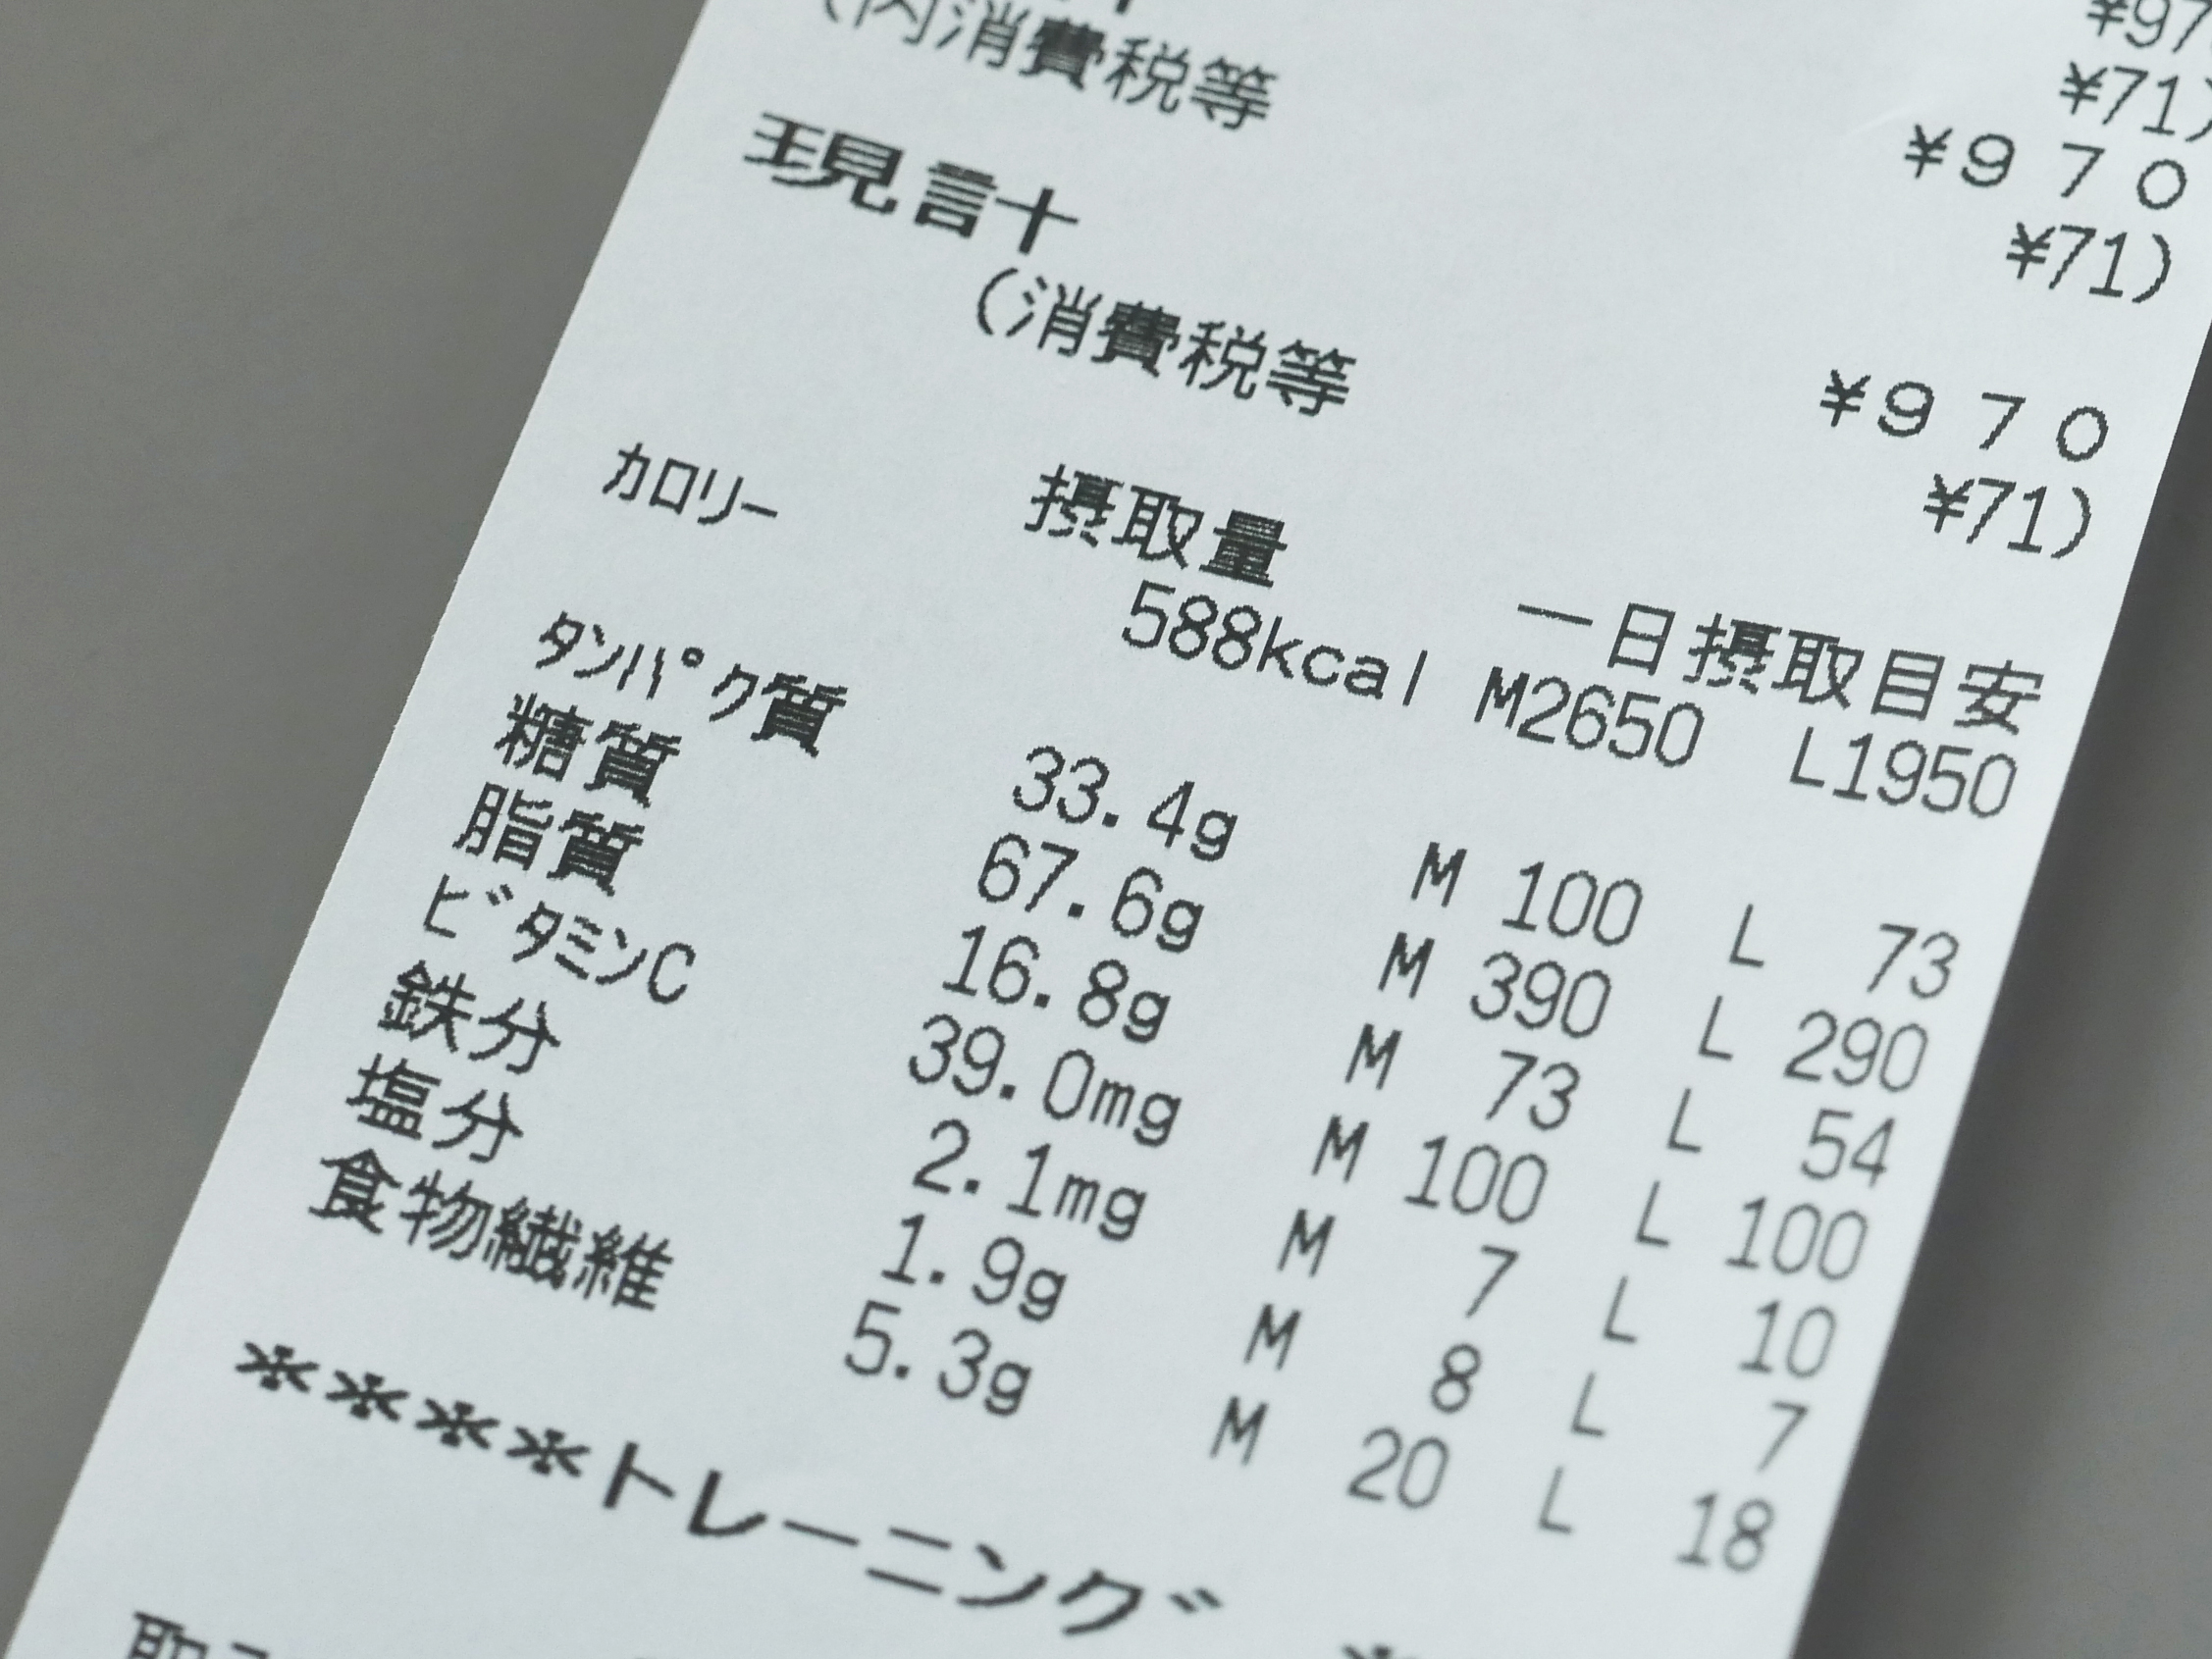 (内消費税等 ¥71)
¥970
現計 ¥71)
(消費税等 ¥970
¥71)
摂取量 一日摂取目安
カロリー 588kcal M2650 L1950
タンパク質 33.4g M 100 L 73
糖質 67.6g M 390 L 290
脂質 16.8g M 73 L 54
ビタミンC 39.0mg M 100 L 100
鉄分 2.1mg M 7 L 10
塩分 1.9g M 8 L 7
食物繊維 5.3g M 20 L 18
****トレーニング